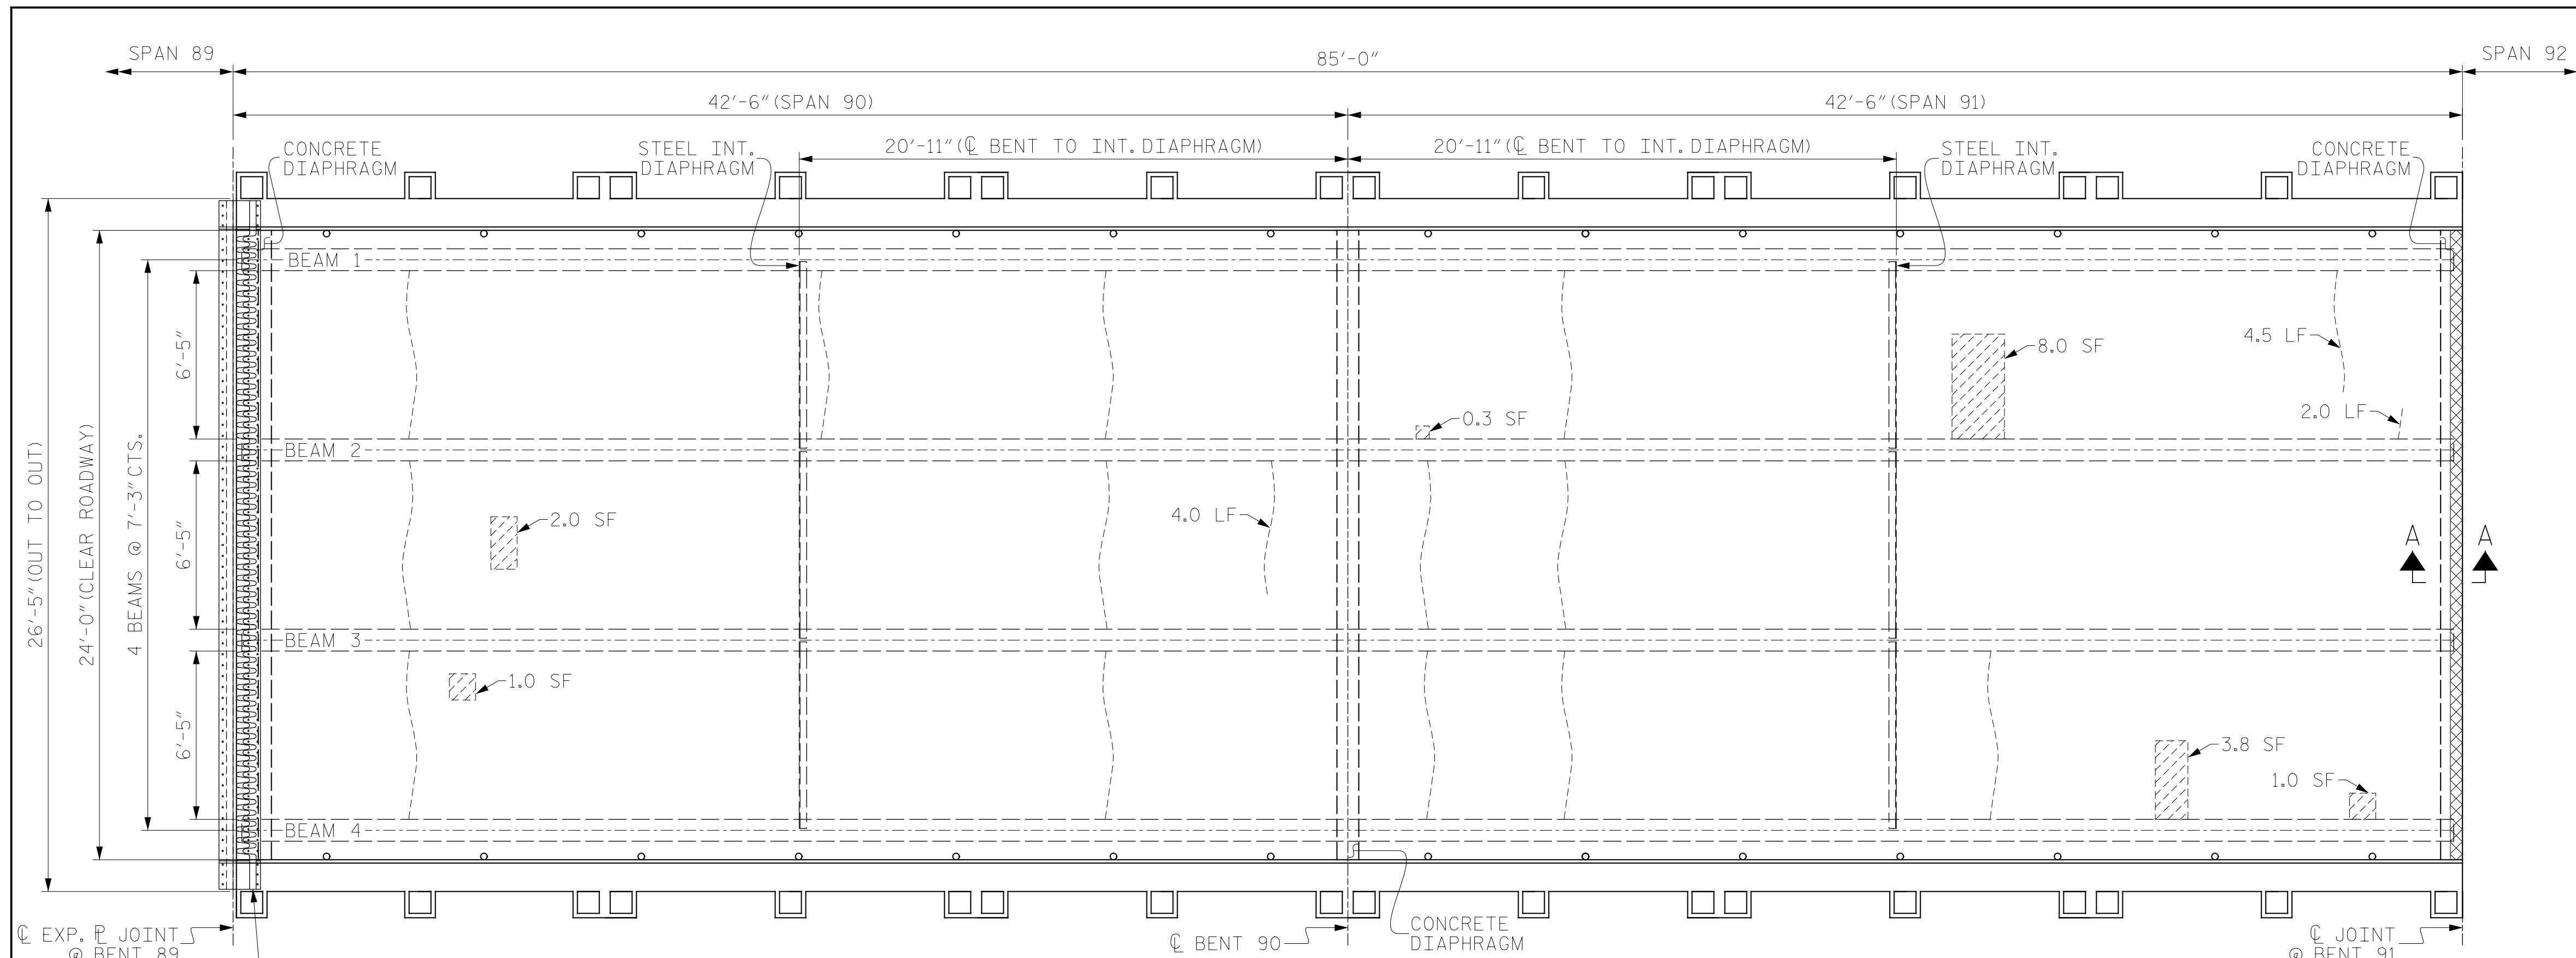 SPAN 89
85'-0"
SPAN 92
42'-6"(SPAN 90)
42'-6"(SPAN 91)
CONCRETE
DIAPHRAGM
STEEL INT.
DIAPHRAGM
20'-11"(℄ BENT TO INT. DIAPHRAGM)
20'-11"(℄ BENT TO INT. DIAPHRAGM)
STEEL INT.
DIAPHRAGM
CONCRETE
DIAPHRAGM
26'-5"(OUT TO OUT)
24'-0"(CLEAR ROADWAY)
4 BEAMS @ 7'-3"CTS.
6'-5"
6'-5"
6'-5"
BEAM 1
BEAM 2
BEAM 3
BEAM 4
8.0 SF
4.5 LF
2.0 LF
0.3 SF
2.0 SF
4.0 LF
A
A
1.0 SF
3.8 SF
1.0 SF
℄ EXP. ⅊ JOINT
@ BENT 89
℄ BENT 90
CONCRETE
DIAPHRAGM
℄ JOINT
@ BENT 91